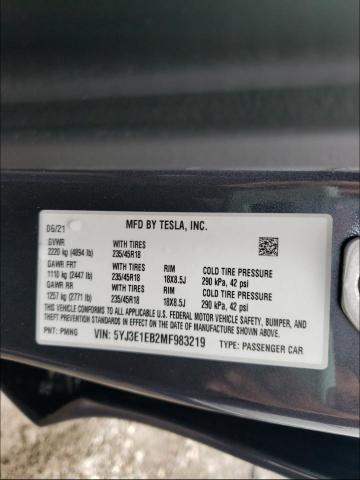 MFD BY TESLA, INC.
06/21
GVWR WITH TIRES
2220 kg (4894 lb) 235/45R18
GAWR FRT WITH TIRES RIM COLD TIRE PRESSURE
1110 kg (2447 lb) 235/45R18 18X8.5J 290 kPa, 42 psi
GAWR RR WITH TIRES RIM COLD TIRE PRESSURE
1257 kg (2771 lb) 235/45R18 18X8.5J 290 kPa, 42 psi
THIS VEHICLE CONFORMS TO ALL APPLICABLE U.S. FEDERAL MOTOR VEHICLE SAFETY, BUMPER, AND
THEFT PREVENTION STANDARDS IN EFFECT ON THE DATE OF MANUFACTURE SHOWN ABOVE.
PNT: PMNG VIN: 5YJ3E1EB2MF983219 TYPE: PASSENGER CAR